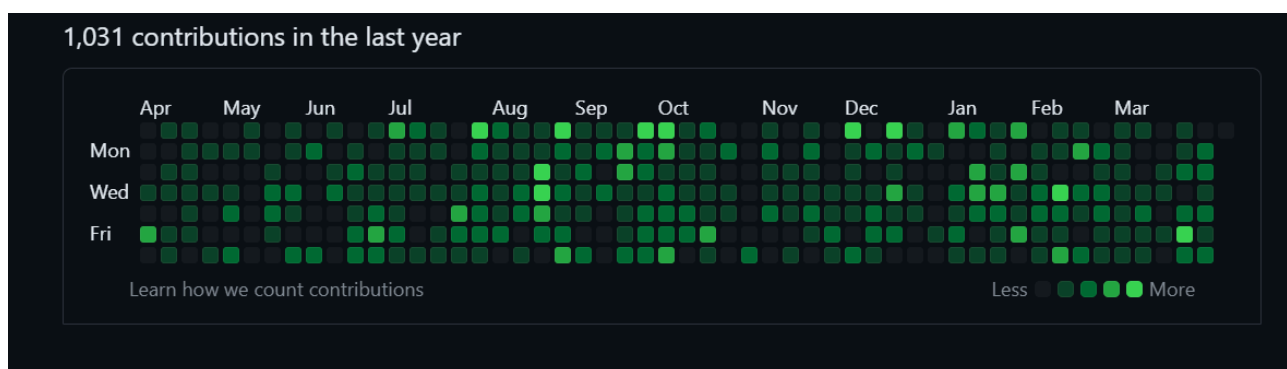 1,031 contributions in the last year
Apr May Jun Jul Aug Sep Oct Nov Dec Jan Feb Mar
Mon
Wed
Fri
Learn how we count contributions
Less More